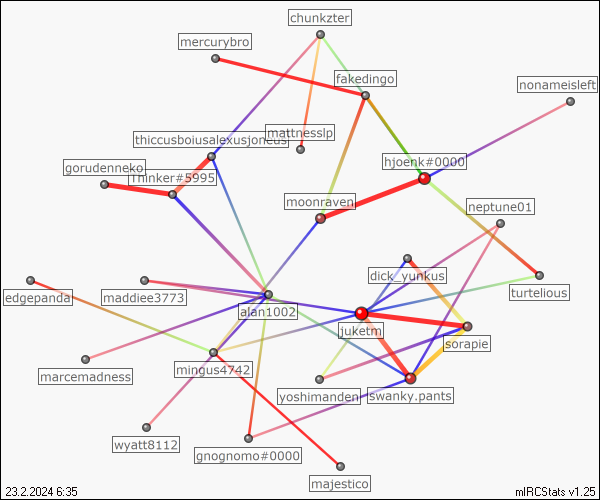 chunkzter
mercurybro
fakedingo
nonameisleft
mattnesslp
thiccusboiusalexusjoneus
hjoenk#0000
gorudenneko
Thinker#5995
moonraven
neptune01
dick_yunkus
turtelious
edgepanda
maddiee3773
alan1002
juketm
sorapie
mingus4742
marcemadness
yoshimanden
swanky.pants
wyatt8112
gnognomo#0000
majestico
23.2.2024 6:35
mIRCStats v1.25